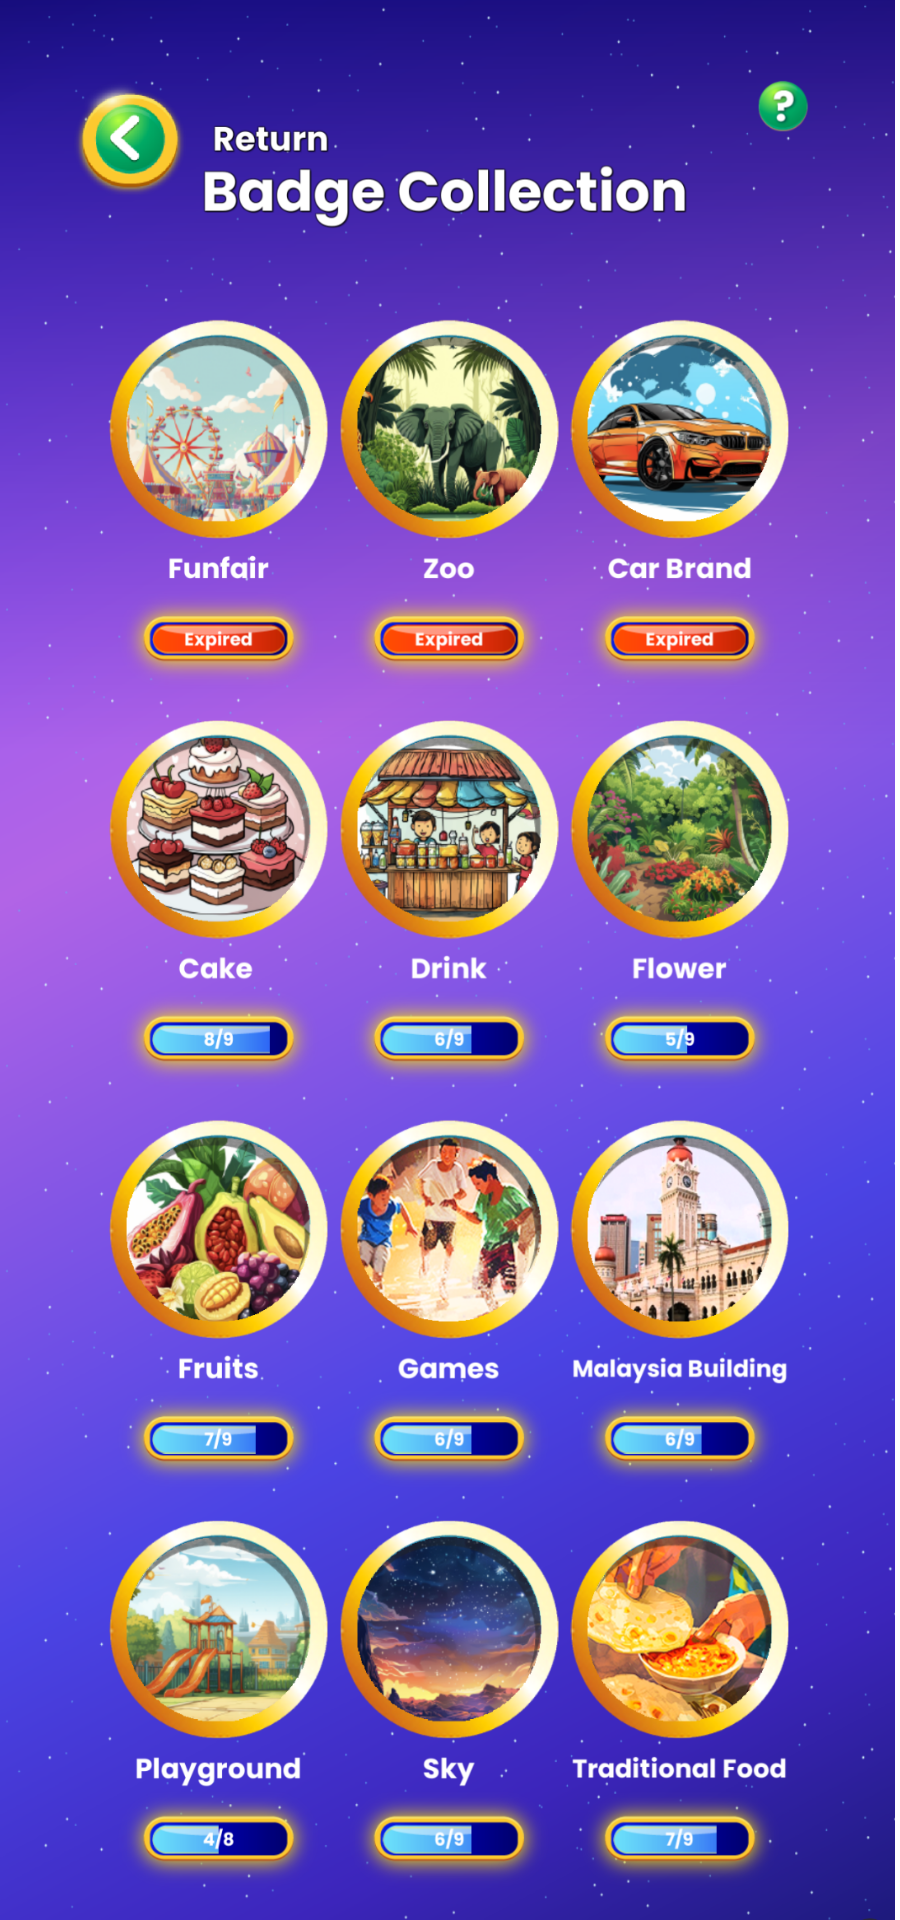 ?
Return
Badge Collection
Funfair
Zoo
Car Brand
Expired
Expired
Expired
Cake
Drink
Flower
8/9
6/9
5/9
Fruits
Games
Malaysia Building
7/9
6/9
6/9
Playground
Sky
Traditional Food
4/8
6/9
7/9